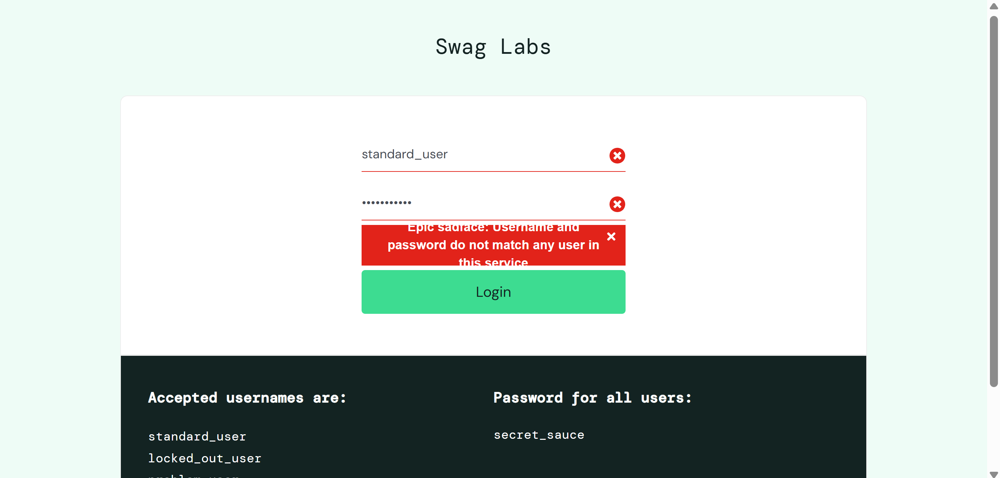 Swag Labs
standard_user
•••••••••••
Epic sadface: Username and
password do not match any user in
this service
Login
Accepted usernames are:
Password for all users:
standard_user
secret_sauce
locked_out_user
problem_user